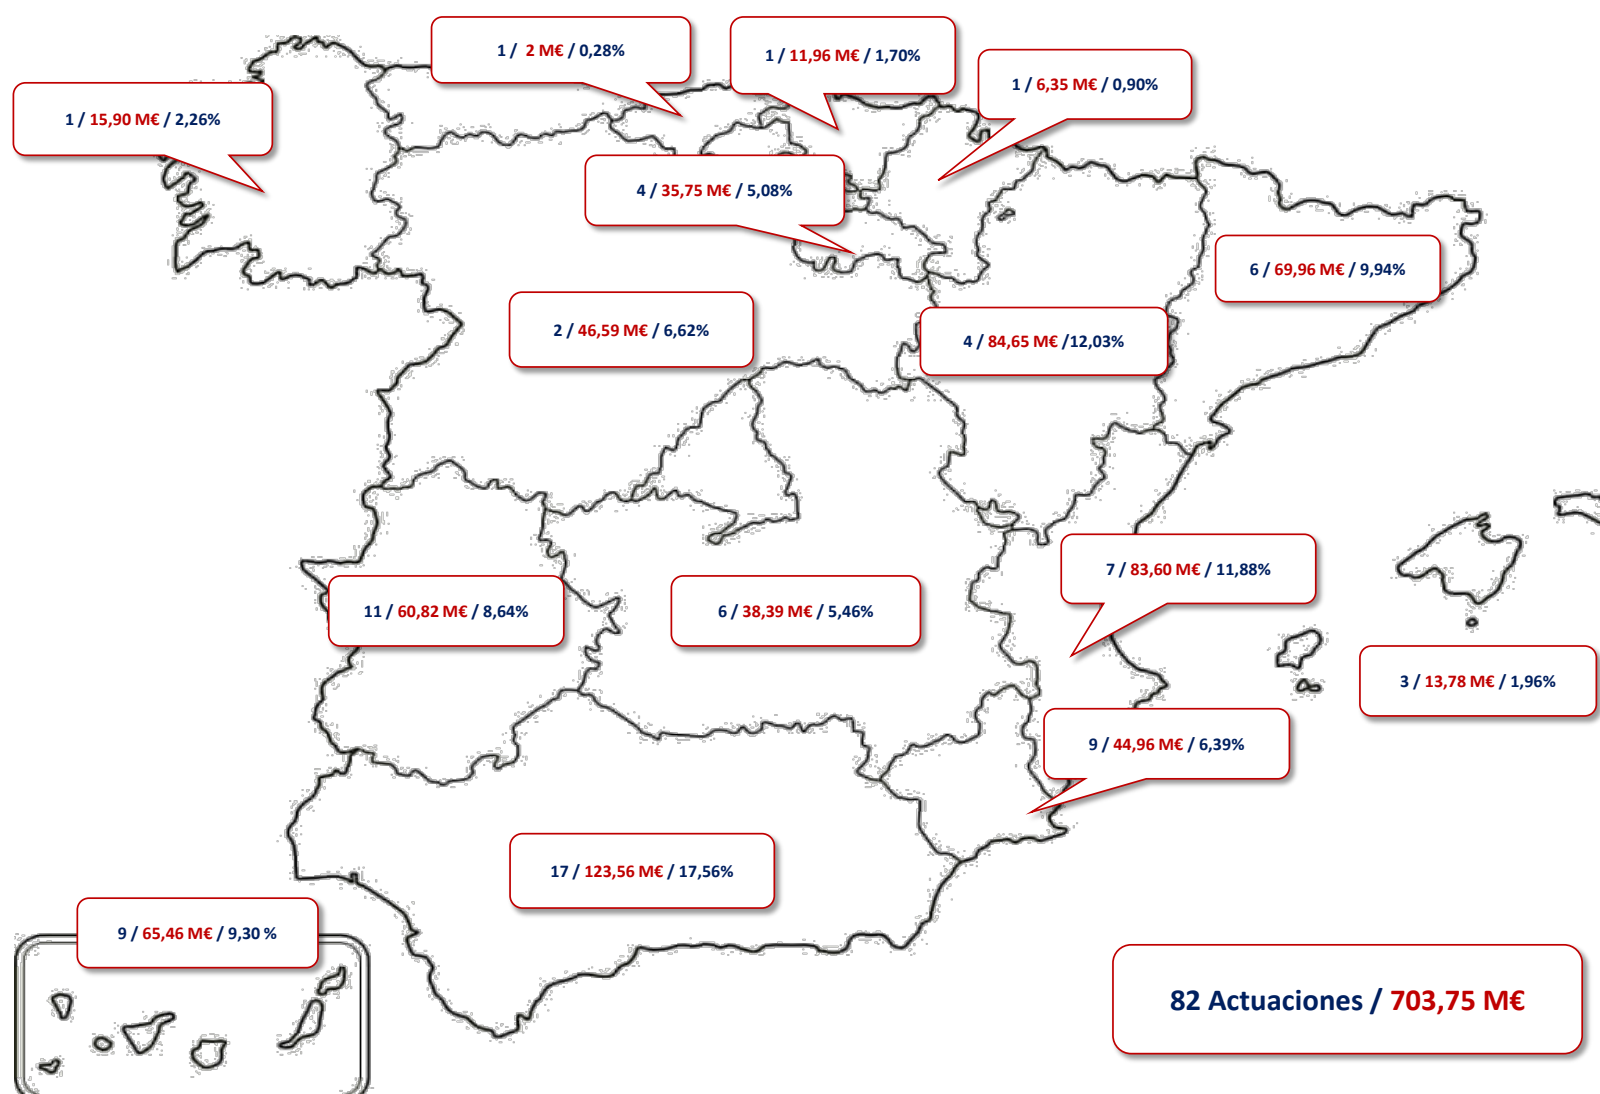 1 / 2 M€ / 0,28%
1 / 11,96 M€ / 1,70%
1 / 6,35 M€ / 0,90%
1 / 15,90 M€ / 2,26%
4 / 35,75 M€ / 5,08%
6 / 69,96 M€ / 9,94%
2 / 46,59 M€ / 6,62%
4 / 84,65 M€ /12,03%
7 / 83,60 M€ / 11,88%
11 / 60,82 M€ / 8,64%
6 / 38,39 M€ / 5,46%
3 / 13,78 M€ / 1,96%
9 / 44,96 M€ / 6,39%
17 / 123,56 M€ / 17,56%
9 / 65,46 M€ / 9,30 %
82 Actuaciones / 703,75 M€